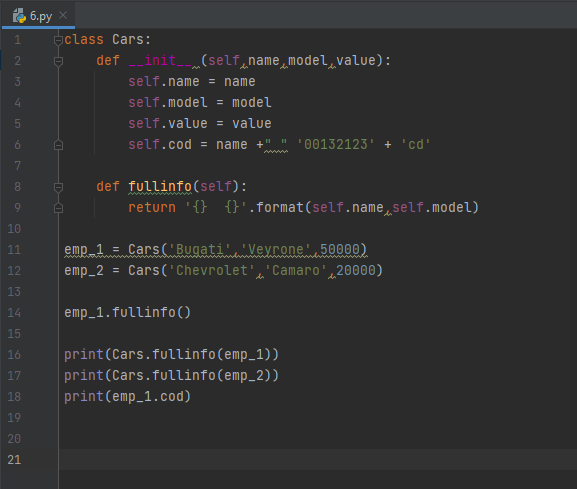 6.py
1 class Cars:
2     def __init__ (self,name,model,value):
3         self.name = name
4         self.model = model
5         self.value = value
6         self.cod = name +" " '00132123' + 'cd'
7
8     def fullinfo(self):
9         return '{}  {}'.format(self.name,self.model)
10
11 emp_1 = Cars('Bugati','Veyrone',50000)
12 emp_2 = Cars('Chevrolet','Camaro',20000)
13
14 emp_1.fullinfo()
15
16 print(Cars.fullinfo(emp_1))
17 print(Cars.fullinfo(emp_2))
18 print(emp_1.cod)
19
20
21